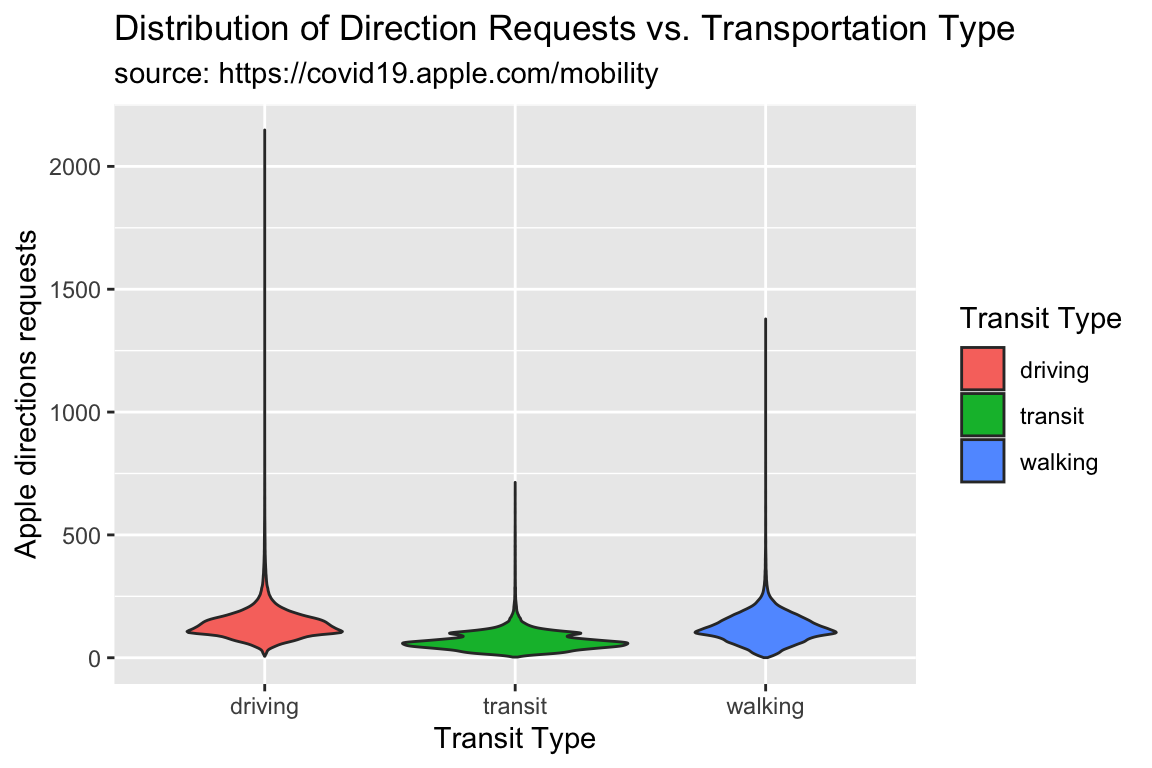 Distribution of Direction Requests vs. Transportation Type
source: https://covid19.apple.com/mobility
Apple directions requests
2000
1500
1000
500
0
driving
transit
walking
Transit Type
Transit Type
driving
transit
walking